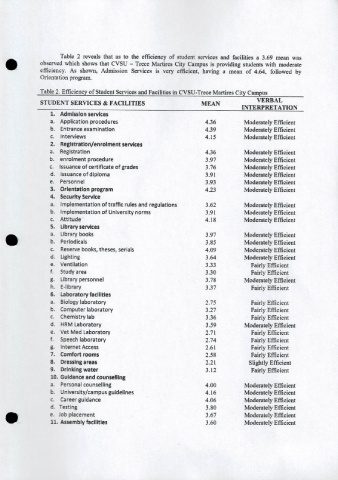 Table 2 reveals that as to the efficiency of student services and facilities a 3.69 mean was
observed which shows that CVSU – Trece Martires City Campus is providing students with moderate
efficiency. As shown, Admission Services is very efficient, having a mean of 4.64, followed by
Orientation program.
Table 2. Efficiency of Student Services and Facilities in CVSU-Trece Martires City Campus
STUDENT SERVICES & FACILITIES MEAN VERBAL INTERPRETATION
1. Admission services
a. Application procedures 4.36 Moderately Efficient
b. Entrance examination 4.39 Moderately Efficient
c. Interviews 4.15 Moderately Efficient
2. Registration/enrolment services
a. Registration 4.36 Moderately Efficient
b. enrolment procedure 3.97 Moderately Efficient
c. Issuance of certificate of grades 3.76 Moderately Efficient
d. Issuance of diploma 3.91 Moderately Efficient
e. Personnel 3.93 Moderately Efficient
3. Orientation program 4.23 Moderately Efficient
4. Security Service
a. Implementation of traffic rules and regulations 3.62 Moderately Efficient
b. Implementation of University norms 3.91 Moderately Efficient
c. Attitude 4.18 Moderately Efficient
5. Library services
a. Library books 3.97 Moderately Efficient
b. Periodicals 3.85 Moderately Efficient
c. Reserve books, theses, serials 4.09 Moderately Efficient
d. Lighting 3.64 Moderately Efficient
e. Ventilation 3.33 Fairly Efficient
f. Study area 3.30 Fairly Efficient
g. Library personnel 3.78 Moderately Efficient
h. E-library 3.37 Fairly Efficient
6. Laboratory facilities
a. Biology laboratory 2.75 Fairly Efficient
b. Computer laboratory 3.27 Fairly Efficient
c. Chemistry lab 3.36 Fairly Efficient
d. HRM Laboratory 3.59 Moderately Efficient
e. Vet Med Laboratory 2.71 Fairly Efficient
f. Speech laboratory 2.74 Fairly Efficient
g. Internet Access 2.61 Fairly Efficient
7. Comfort rooms 2.58 Fairly Efficient
8. Dressing areas 2.21 Slightly Efficient
9. Drinking water 3.12 Fairly Efficient
10. Guidance and counselling
a. Personal counselling 4.00 Moderately Efficient
b. University/campus guidelines 4.16 Moderately Efficient
c. Career guidance 4.06 Moderately Efficient
d. Testing 3.80 Moderately Efficient
e. Job placement 3.67 Moderately Efficient
11. Assembly facilities 3.60 Moderately Efficient